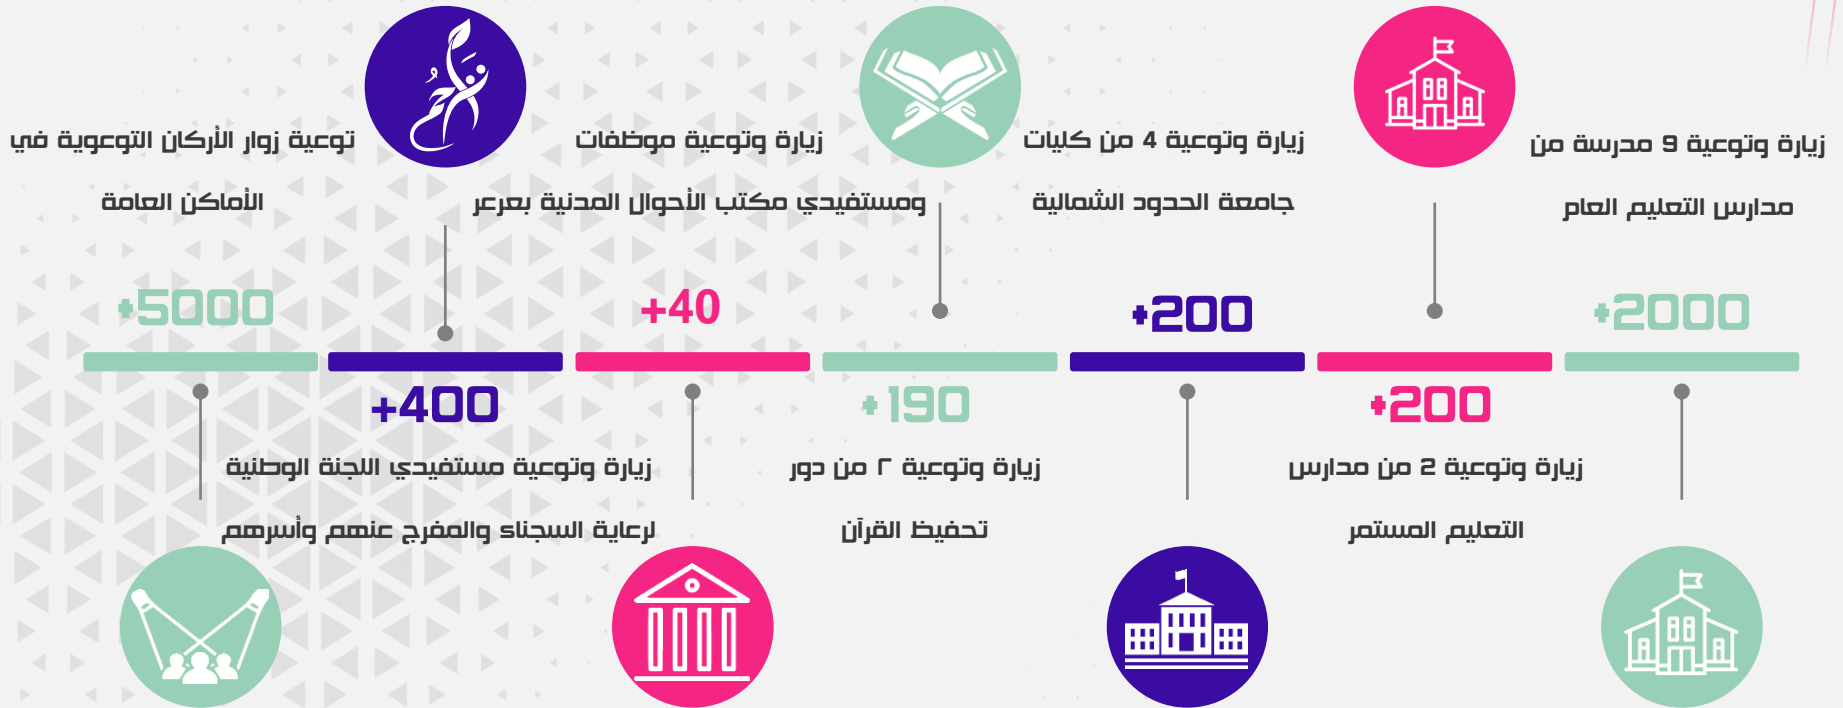 زيارة وتوعية 9 مدرسة من
مدارس التعليم العام
+2000
زيارة وتوعية 2 من مدارس
التعليم المستمر
+200
زيارة وتوعية 4 من كليات
جامعة الحدود الشمالية
+200
زيارة وتوعية ٢ من دور
تحفيظ القرآن
+190
زيارة وتوعية موظفات
ومستفيدي مكتب الأحوال المدنية بعرعر
+40
زيارة وتوعية مستفيدي اللجنة الوطنية
لرعاية السجناء والمفرج عنهم وأسرهم
+400
توعية زوار الأركان التوعوية في
الأماكن العامة
+5000